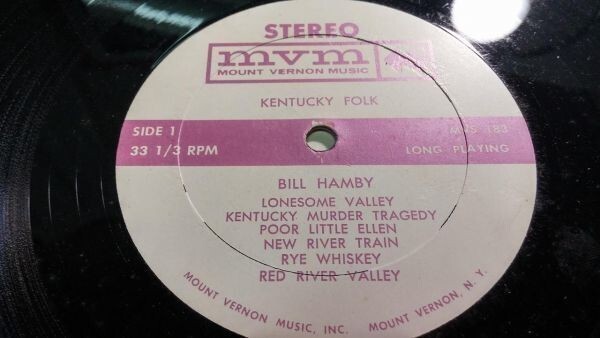 STEREO
mvm
MOUNT VERNON MUSIC
KENTUCKY FOLK
SIDE 1
MVS 183
33 1/3 RPM
LONG PLAYING
BILL HAMBY
LONESOME VALLEY
KENTUCKY MURDER TRAGEDY
POOR LITTLE ELLEN
NEW RIVER TRAIN
RYE WHISKEY
RED RIVER VALLEY
MOUNT VERNON MUSIC, INC. MOUNT VERNON, N. Y.